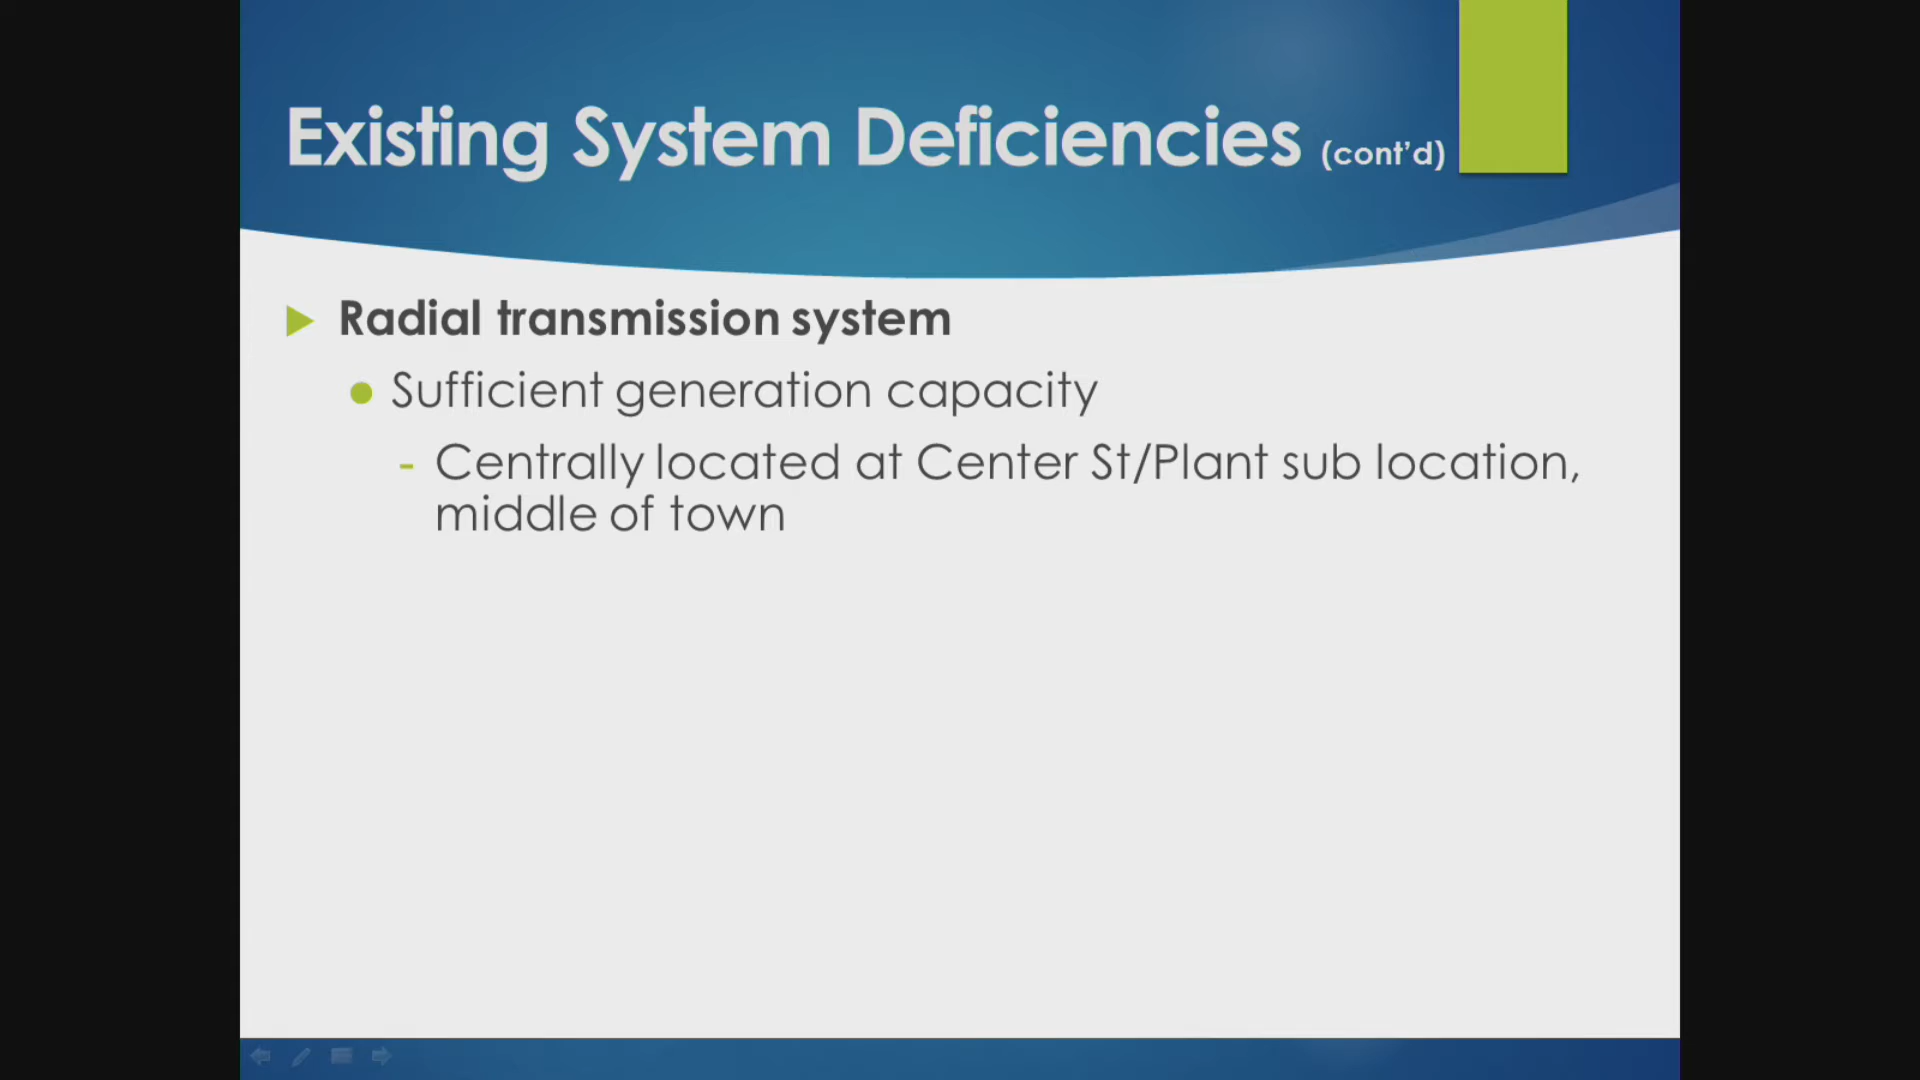 Existing System Deficiencies (cont’d)
Radial transmission system
Sufficient generation capacity
- Centrally located at Center St/Plant sub location,
middle of town